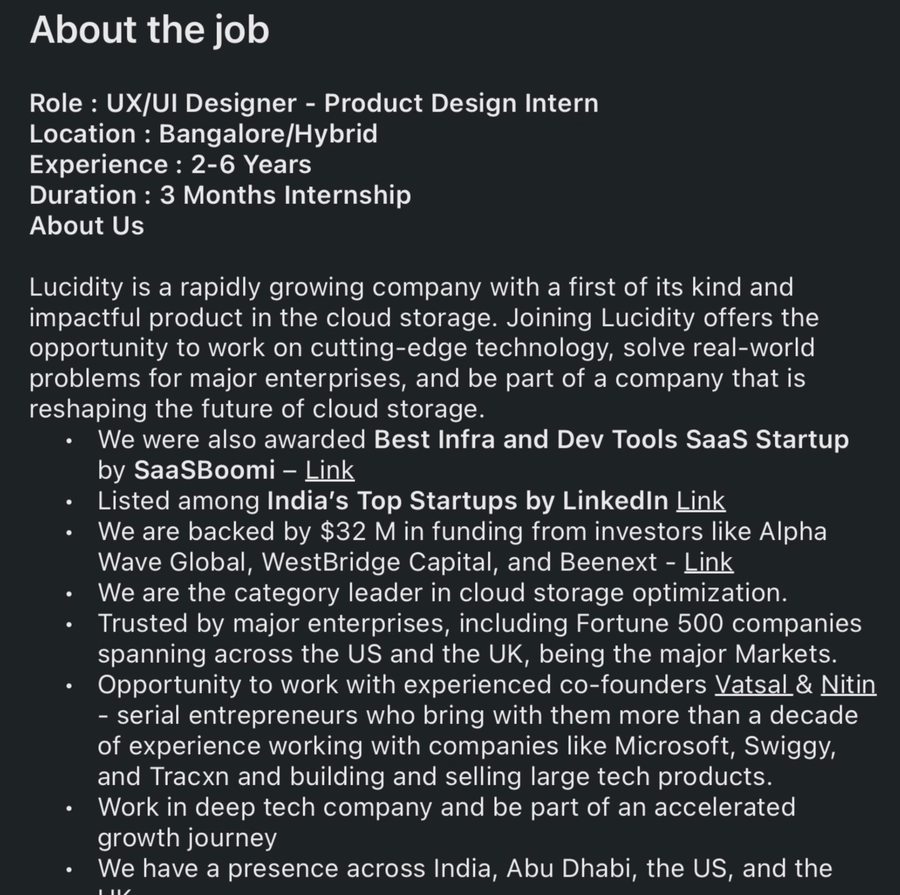 About the job
Role : UX/UI Designer - Product Design Intern
Location : Bangalore/Hybrid
Experience : 2-6 Years
Duration : 3 Months Internship
About Us
Lucidity is a rapidly growing company with a first of its kind and
impactful product in the cloud storage. Joining Lucidity offers the
opportunity to work on cutting-edge technology, solve real-world
problems for major enterprises, and be part of a company that is
reshaping the future of cloud storage.
• We were also awarded Best Infra and Dev Tools SaaS Startup
by SaaSBoomi – Link
• Listed among India’s Top Startups by LinkedIn Link
• We are backed by $32 M in funding from investors like Alpha
Wave Global, WestBridge Capital, and Beenext - Link
• We are the category leader in cloud storage optimization.
• Trusted by major enterprises, including Fortune 500 companies
spanning across the US and the UK, being the major Markets.
• Opportunity to work with experienced co-founders Vatsal & Nitin
- serial entrepreneurs who bring with them more than a decade
of experience working with companies like Microsoft, Swiggy,
and Tracxn and building and selling large tech products.
• Work in deep tech company and be part of an accelerated
growth journey
• We have a presence across India, Abu Dhabi, the US, and the